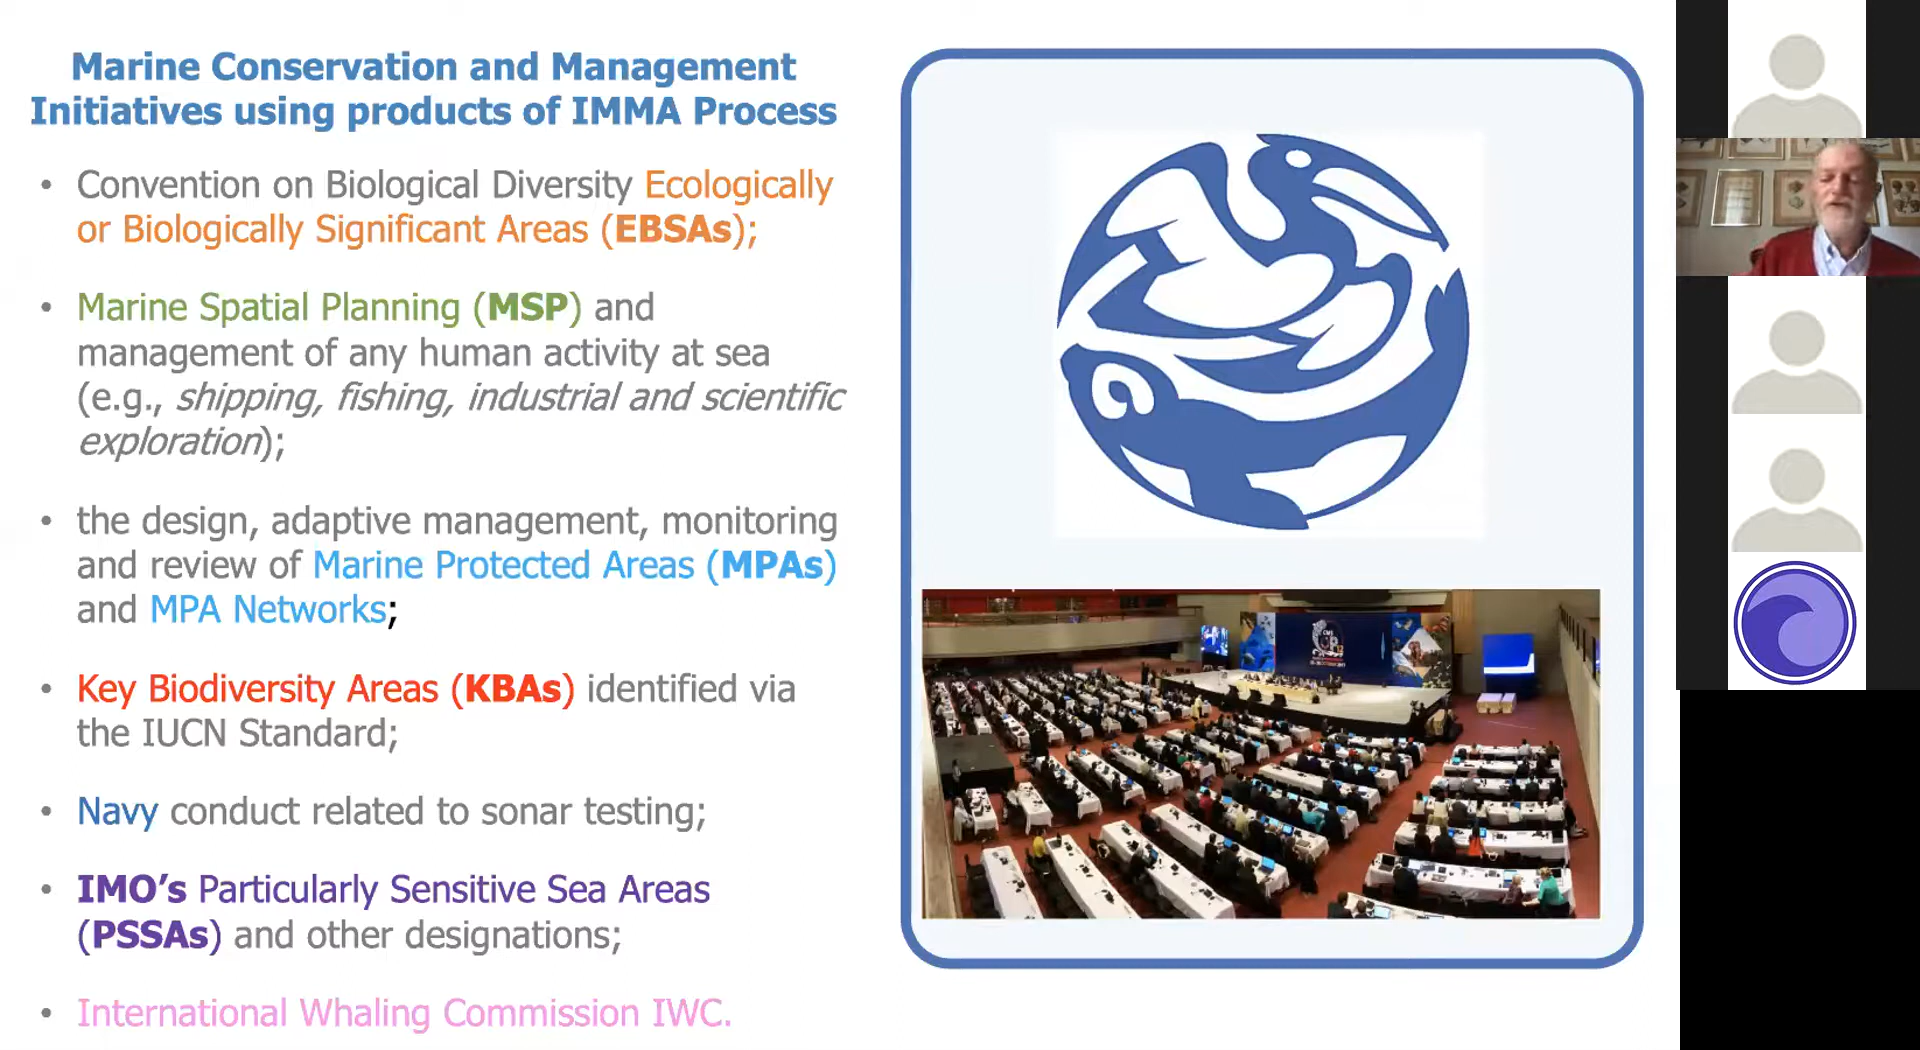 Marine Conservation and Management
Initiatives using products of IMMA Process
• Convention on Biological Diversity Ecologically
or Biologically Significant Areas (EBSAs);
• Marine Spatial Planning (MSP) and
management of any human activity at sea
(e.g., shipping, fishing, industrial and scientific
exploration);
• the design, adaptive management, monitoring
and review of Marine Protected Areas (MPAs)
and MPA Networks;
• Key Biodiversity Areas (KBAs) identified via
the IUCN Standard;
• Navy conduct related to sonar testing;
• IMO’s Particularly Sensitive Sea Areas
(PSSAs) and other designations;
• International Whaling Commission IWC.
CMS